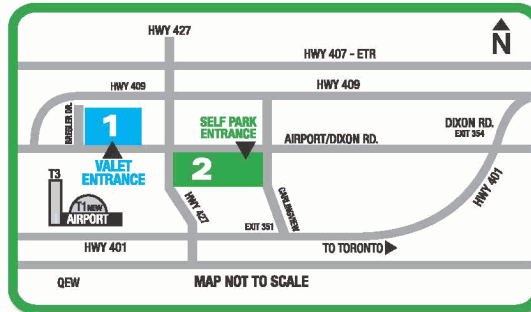 HWY 427
N
HWY 407 - ETR
HWY 409
HWY 409
BRESLER DR.
1
SELF PARK
ENTRANCE
DIXON RD.
EXIT 354
AIRPORT/DIXON RD.
VALET
ENTRANCE
2
T3
T1 NEW
AIRPORT
HWY 427
CARLINGVIEW
HWY 401
EXIT 351
HWY 401
TO TORONTO
QEW
MAP NOT TO SCALE